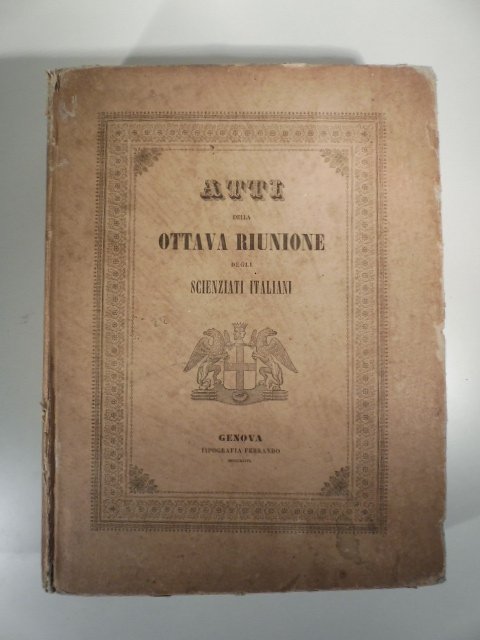 ATTI
DELLA
OTTAVA RIUNIONE
DEGLI
SCIENZIATI ITALIANI
GENOVA
TIPOGRAFIA FERRANDO